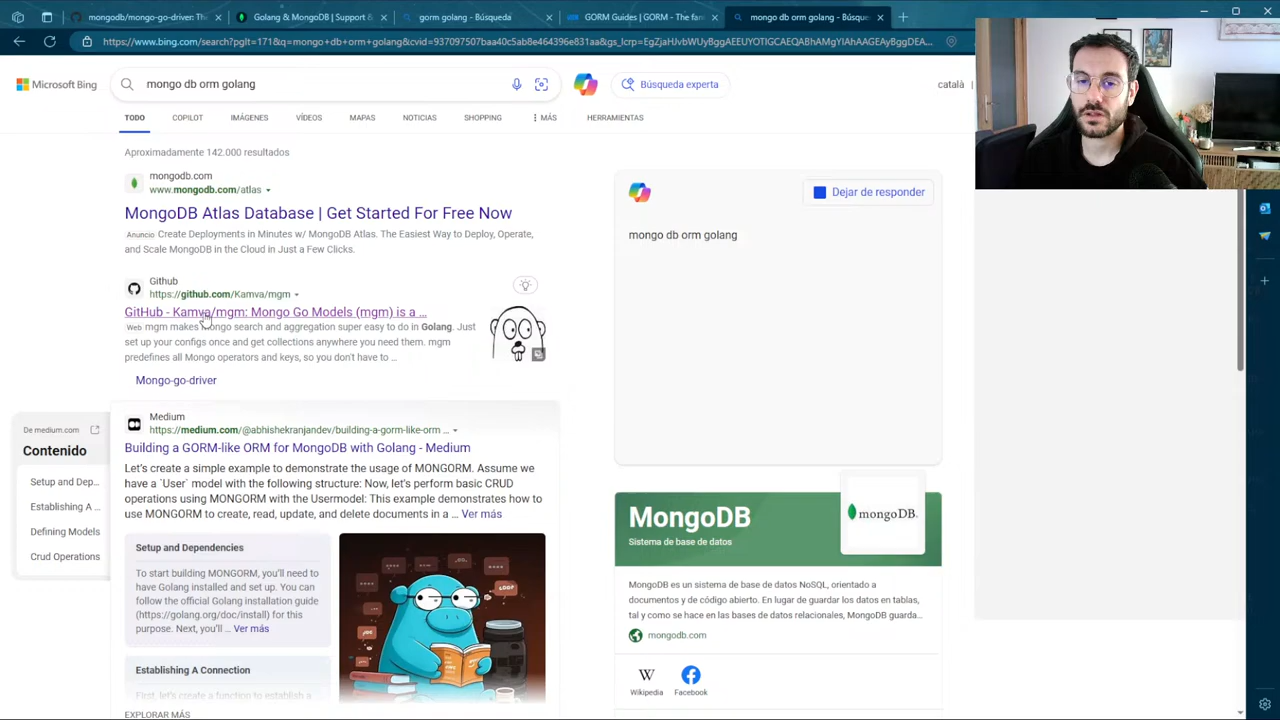 mongodb/mongo-go-driver: The
Golang & MongoDB | Support &
gorm golang - Búsqueda
GORM Guides | GORM - The fan
mongo db orm golang - Búsque
https://www.bing.com/search?pglt=171&q=mongo+db+orm+golang&cvid=937097507baa40c5ab8e464396e831aa&gs_lcrp=
Microsoft Bing
mongo db orm golang
Búsqueda experta
català
TODO
COPILOT
IMÁGENES
VÍDEOS
MAPAS
NOTICIAS
SHOPPING
MÁS
HERRAMIENTAS
Aproximadamente 142.000 resultados
mongodb.com
www.mongodb.com/atlas
MongoDB Atlas Database | Get Started For Free Now
Anuncio Create Deployments in Minutes w/ MongoDB Atlas. The Easiest Way to Deploy, Operate,
and Scale MongoDB in the Cloud in Just a Few Clicks.
Github
https://github.com/Kamva/mgm
GitHub - Kamva/mgm: Mongo Go Models (mgm) is a ...
Web mgm makes Mongo search and aggregation super easy to do in Golang. Just
set up your configs once and get collections anywhere you need them. mgm
predefines all Mongo operators and keys, so you don't have to ...
Mongo-go-driver
De medium.com
Contenido
Setup and Dep...
Establishing A ...
Defining Models
Crud Operations
Medium
https://medium.com/@abhishekranjandev/building-a-gorm-like-orm ...
Building a GORM-like ORM for MongoDB with Golang - Medium
Let's create a simple example to demonstrate the usage of MONGORM. Assume we
have a `User` model with the following structure: Now, let's perform basic CRUD
operations using MONGORM with the Usermodel: This example demonstrates how to
use MONGORM to create, read, update, and delete documents in a ... Ver más
Setup and Dependencies
To start building MONGORM, you'll need to
have Golang installed and set up. You can
follow the official Golang installation guide
(https://golang.org/doc/install) for this
purpose. Next, you'll ... Ver más
Establishing A Connection
First, let's create a function to establish a
EXPLORAR MÁS
Dejar de responder
mongo db orm golang
MongoDB
Sistema de base de datos
mongoDB.
MongoDB es un sistema de base de datos NoSQL, orientado a
documentos y de código abierto. En lugar de guardar los datos en tablas,
tal y como se hace en las bases de datos relacionales, MongoDB guarda...
mongodb.com
W
Wikipedia
Facebook